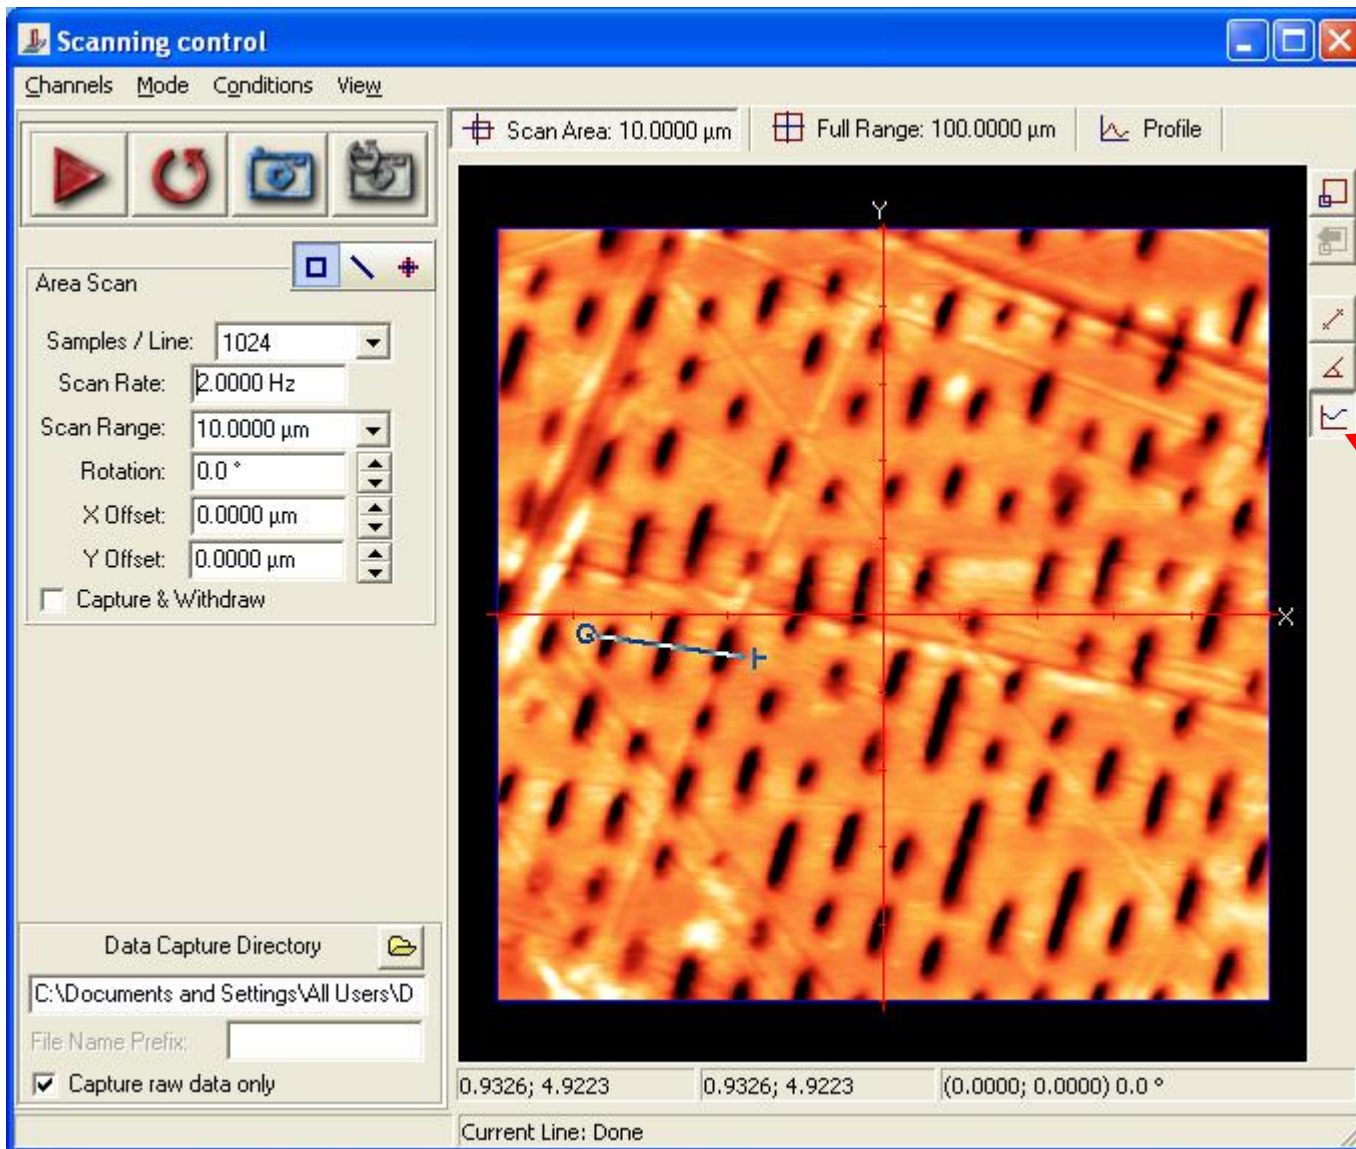 Scanning control
Channels Mode Conditions View
Scan Area: 10.0000 µm Full Range: 100.0000 µm Profile
Area Scan
Samples / Line: 1024
Scan Rate: 2.0000 Hz
Scan Range: 10.0000 µm
Rotation: 0.0 °
X Offset: 0.0000 µm
Y Offset: 0.0000 µm
Capture & Withdraw
Y
X
Data Capture Directory
C:\Documents and Settings\All Users\D
File Name Prefix:
Capture raw data only
0.9326; 4.9223 0.9326; 4.9223 (0.0000; 0.0000) 0.0 °
Current Line: Done